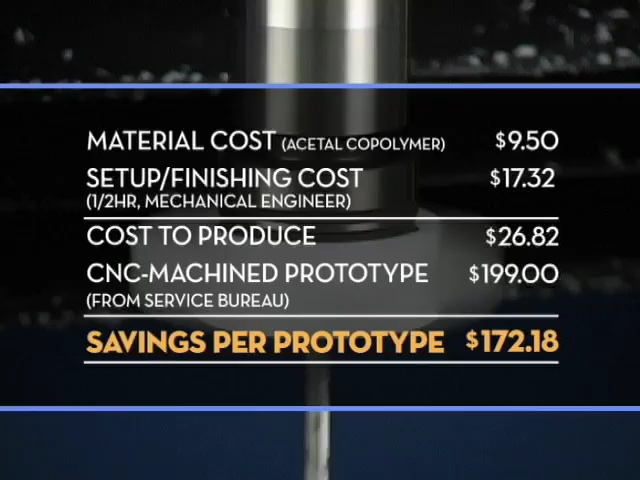 MATERIAL COST (ACETAL COPOLYMER) $9.50
SETUP/FINISHING COST $17.32
(1/2HR, MECHANICAL ENGINEER)
COST TO PRODUCE $26.82
CNC-MACHINED PROTOTYPE $199.00
(FROM SERVICE BUREAU)
SAVINGS PER PROTOTYPE $172.18